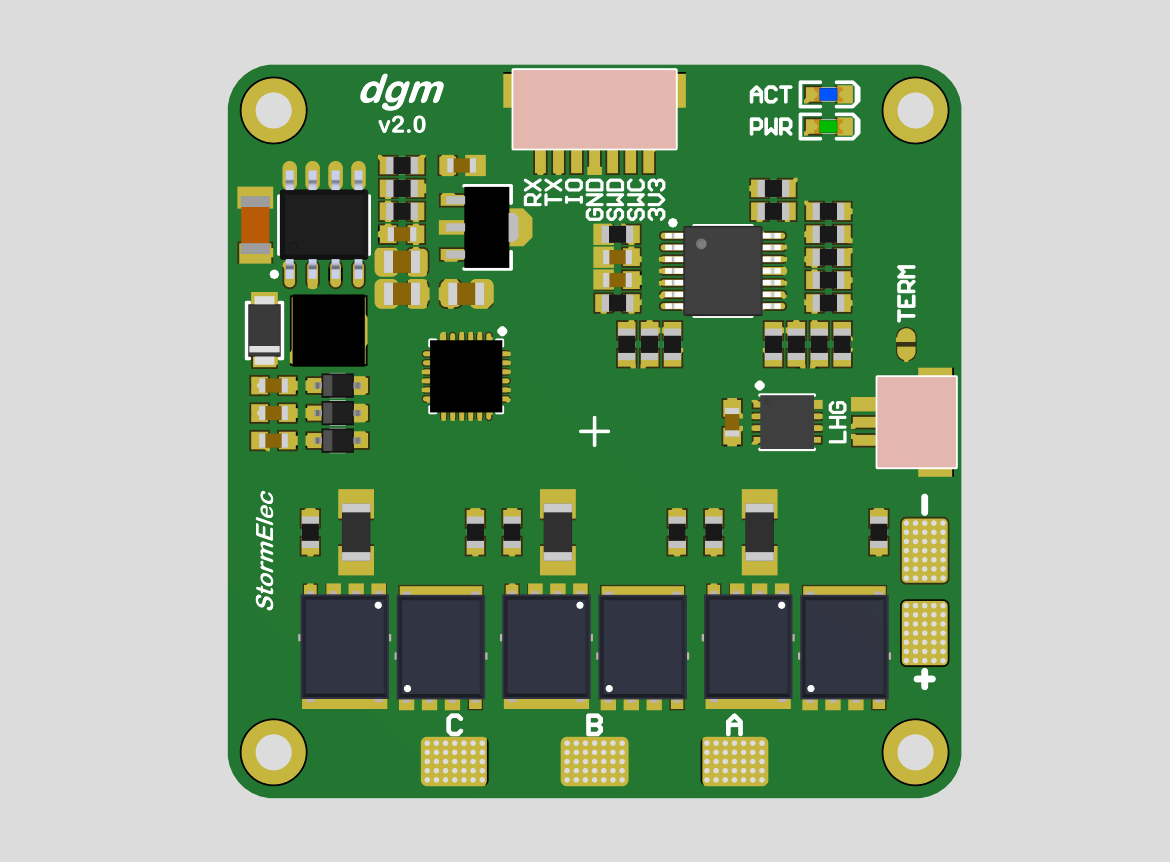 dgm
v2.0
ACT
PWR
RX
TX
IO
GND
SWD
SWC
3V3
TERM
LHG
StormElec
-
+
C B A